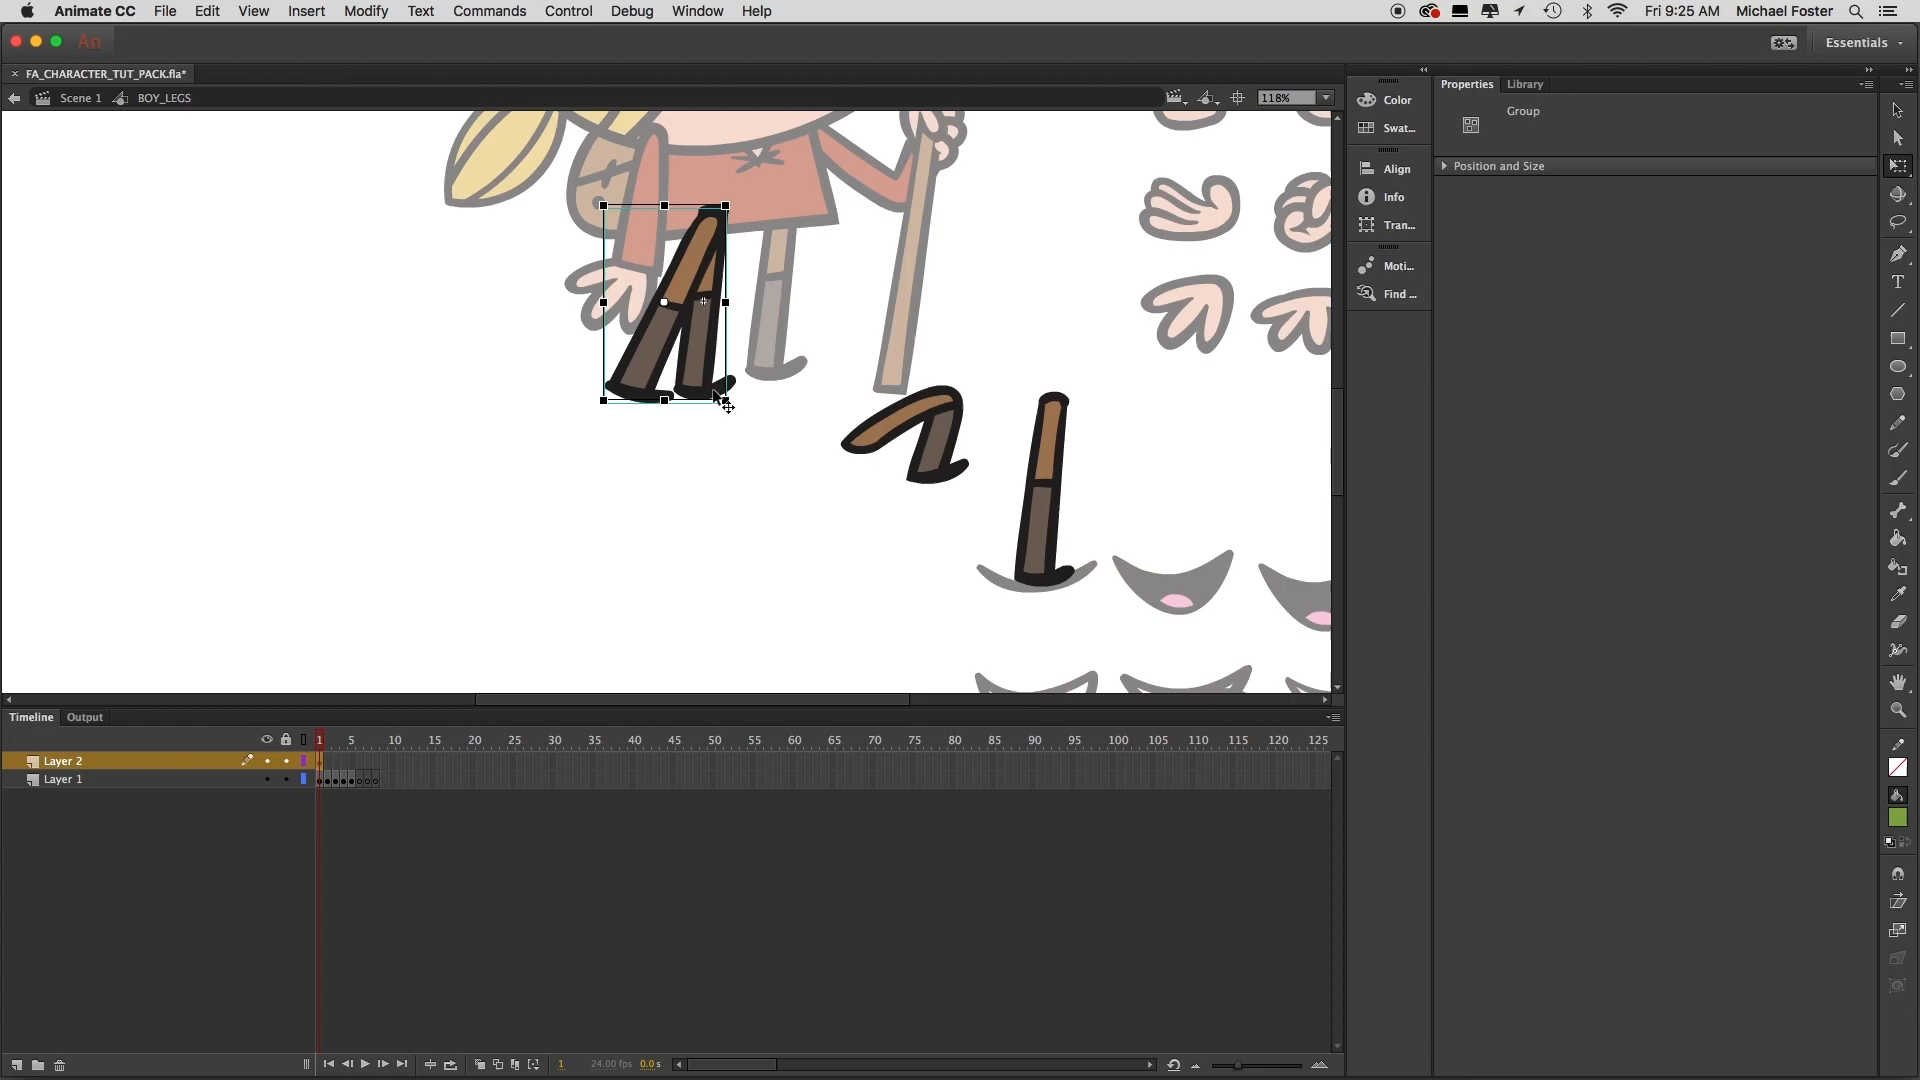 Animate CC File Edit View Insert Modify Text Commands Control Debug Window Help Fri 9:25 AM Michael Foster
An Essentials
× FA_CHARACTER_TUT_PACK.fla*
Scene 1 BOY_LEGS 118%
Color
Swat...
Align
Info
Tran...
Moti...
Find ...
Properties Library
Group
Position and Size
T
Timeline Output
1 5 10 15 20 25 30 35 40 45 50 55 60 65 70 75 80 85 90 95 100 105 110 115 120 125
Layer 2
Layer 1
1 24.00 fps 0.0 s